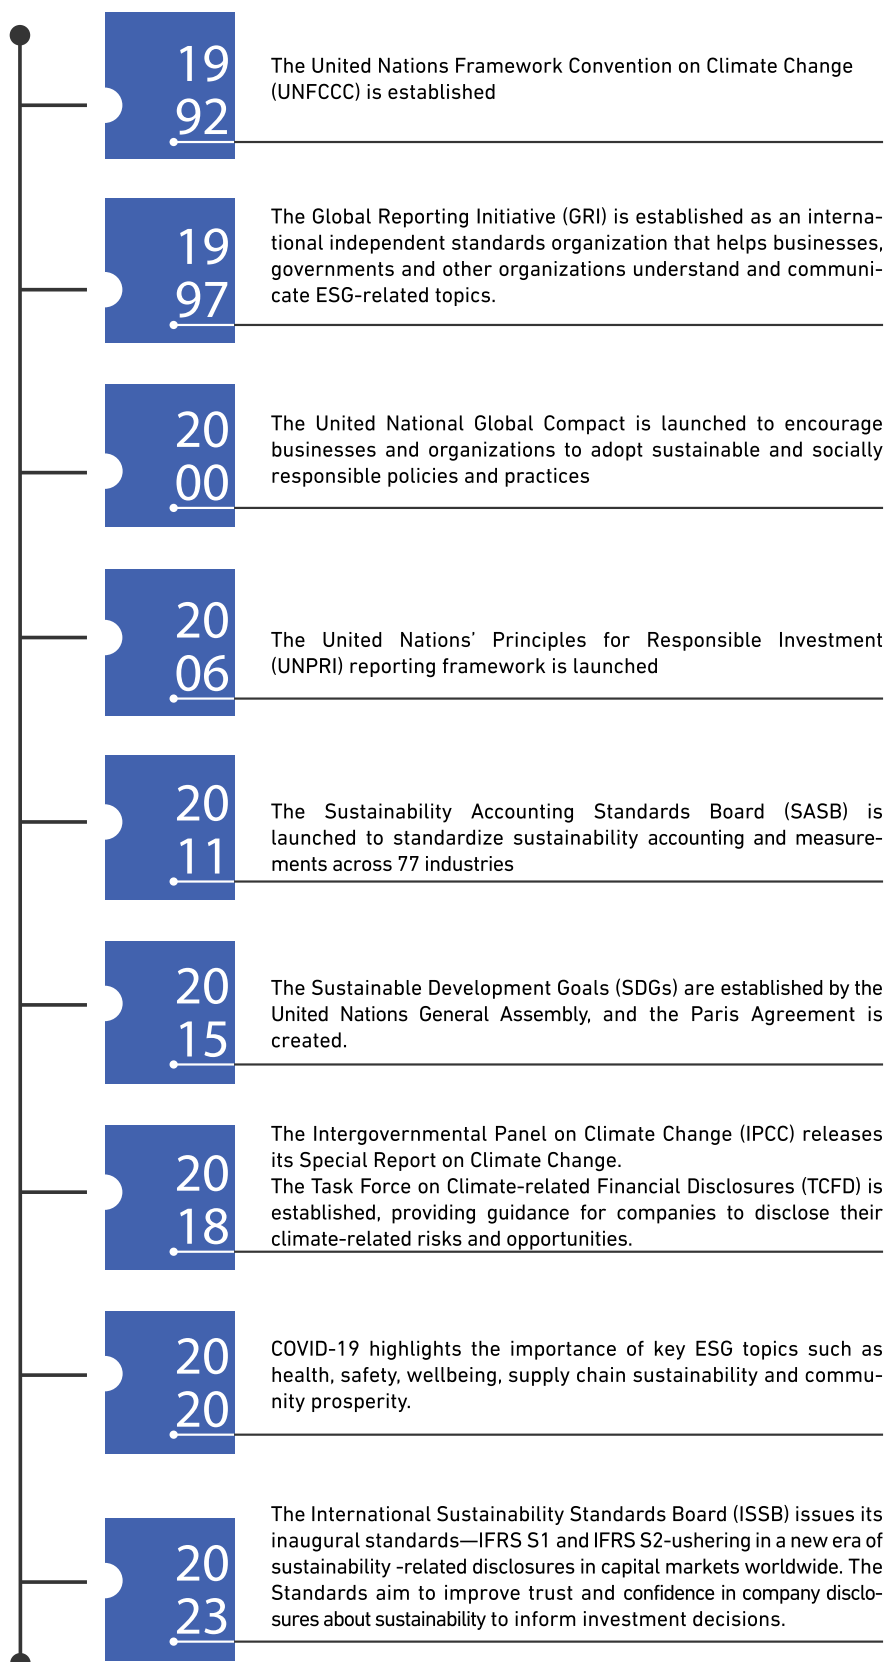 19
92
The United Nations Framework Convention on Climate Change
(UNFCCC) is established
19
97
The Global Reporting Initiative (GRI) is established as an interna-
tional independent standards organization that helps businesses,
governments and other organizations understand and communi-
cate ESG-related topics.
20
00
The United National Global Compact is launched to encourage
businesses and organizations to adopt sustainable and socially
responsible policies and practices
20
06
The United Nations’ Principles for Responsible Investment
(UNPRI) reporting framework is launched
20
11
The Sustainability Accounting Standards Board (SASB) is
launched to standardize sustainability accounting and measure-
ments across 77 industries
20
15
The Sustainable Development Goals (SDGs) are established by the
United Nations General Assembly, and the Paris Agreement is
created.
20
18
The Intergovernmental Panel on Climate Change (IPCC) releases
its Special Report on Climate Change.
The Task Force on Climate-related Financial Disclosures (TCFD) is
established, providing guidance for companies to disclose their
climate-related risks and opportunities.
20
20
COVID-19 highlights the importance of key ESG topics such as
health, safety, wellbeing, supply chain sustainability and commu-
nity prosperity.
20
23
The International Sustainability Standards Board (ISSB) issues its
inaugural standards—IFRS S1 and IFRS S2-ushering in a new era of
sustainability -related disclosures in capital markets worldwide. The
Standards aim to improve trust and confidence in company disclo-
sures about sustainability to inform investment decisions.